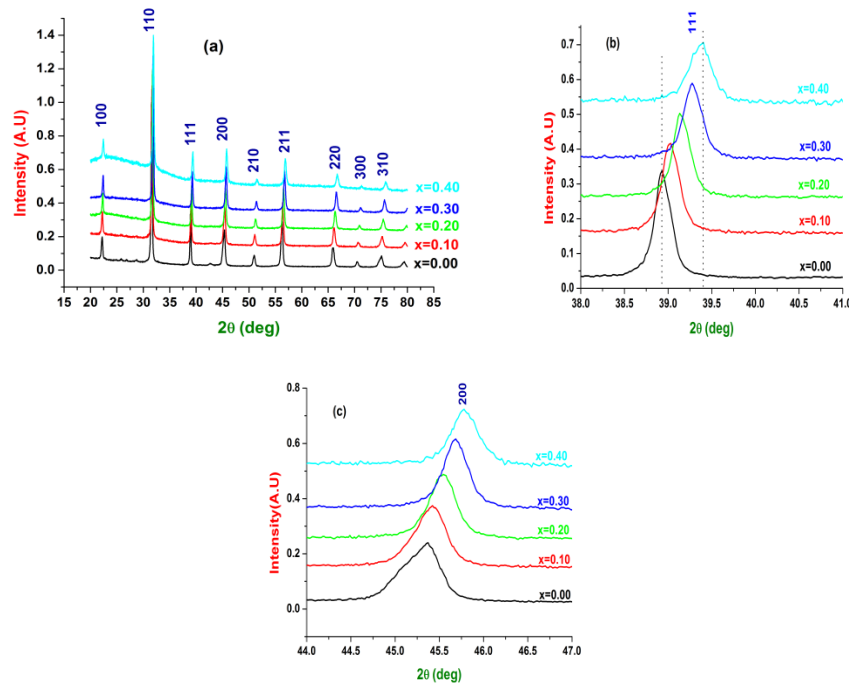 (a)
Intensity (A.U)
1.4
1.2
1.0
0.8
0.6
0.4
0.2
0.0
100
110
111
200
210
211
220
300
310
x=0.40
x=0.30
x=0.20
x=0.10
x=0.00
15 20 25 30 35 40 45 50 55 60 65 70 75 80 85
2θ (deg)
(b)
111
Intensity (A.U)
0.7
0.6
0.5
0.4
0.3
0.2
0.1
0.0
x=0.40
x=0.30
x=0.20
x=0.10
x=0.00
38.0 38.5 39.0 39.5 40.0 40.5 41.0
2θ (deg)
(c)
200
Intensity(A.U)
0.8
0.6
0.4
0.2
0.0
x=0.40
x=0.30
x=0.20
x=0.10
x=0.00
44.0 44.5 45.0 45.5 46.0 46.5 47.0
2θ (deg)